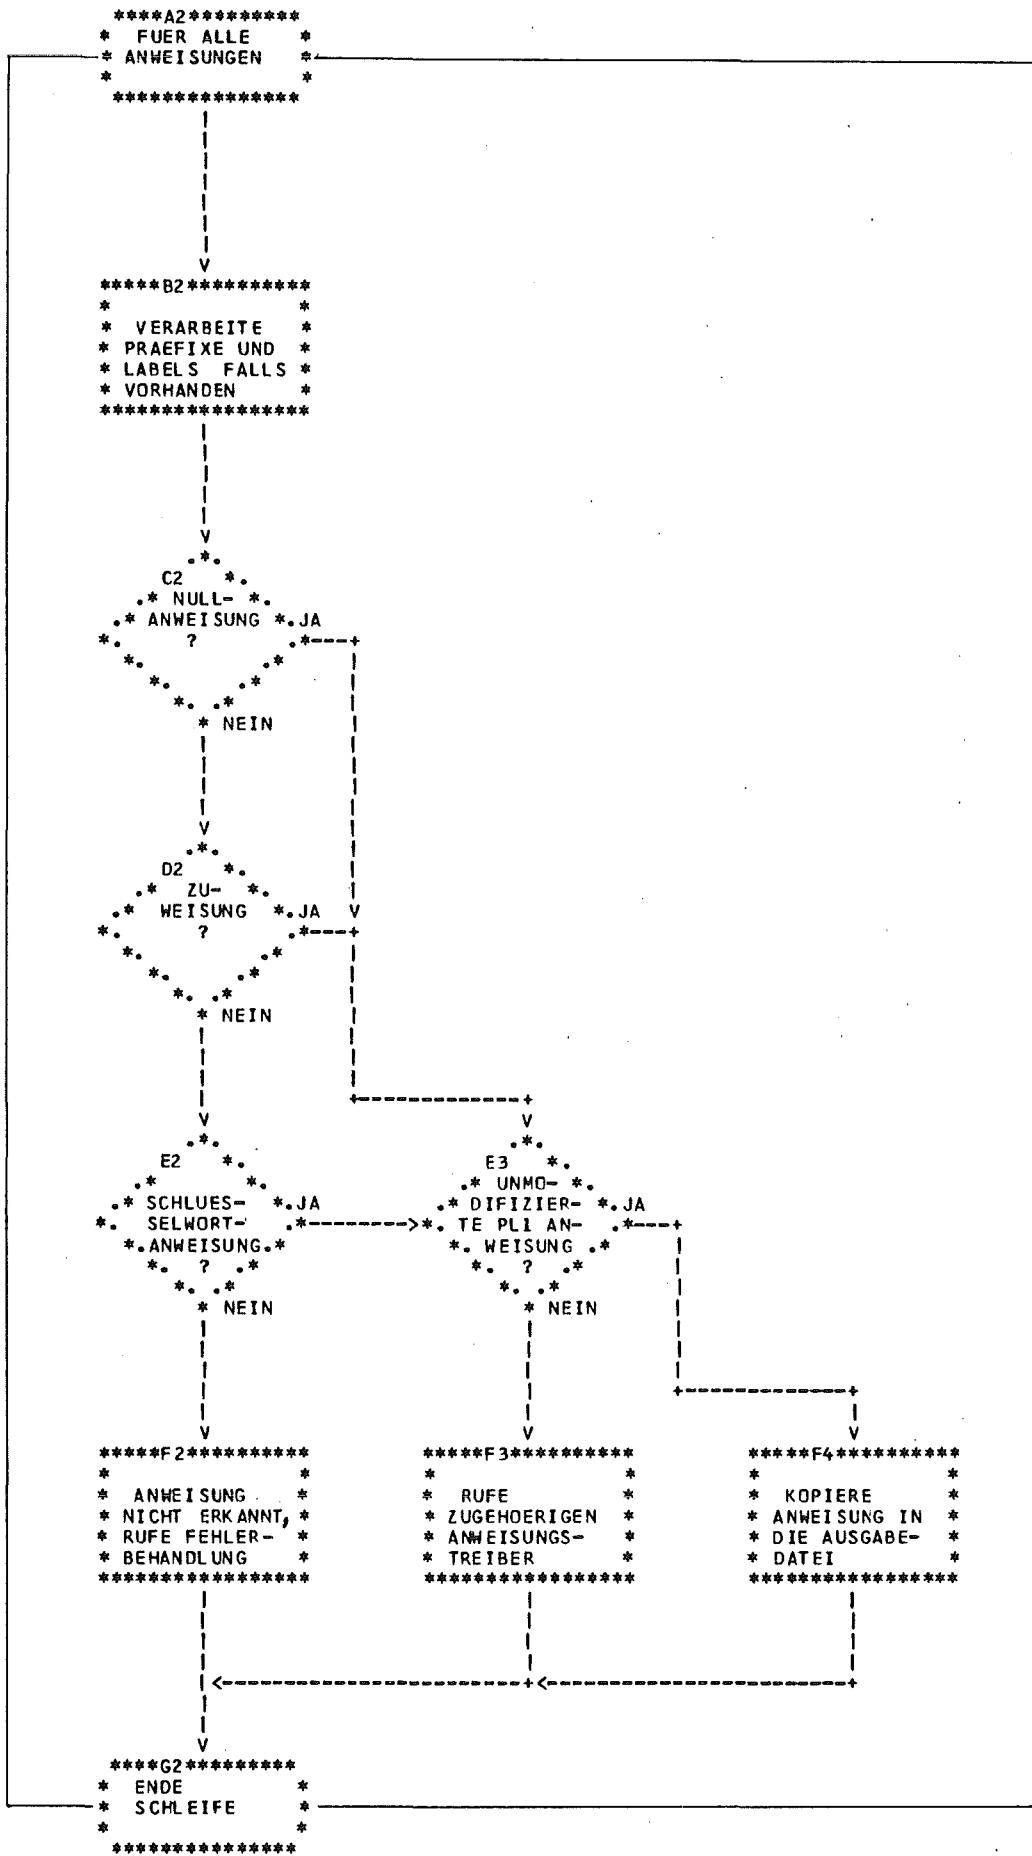 ****A2*********
* FUER ALLE *
* ANWEISUNGEN *
* *
***************
*****B2**********
* *
* VERARBEITE *
* PRAEFIXE UND *
* LABELS FALLS *
* VORHANDEN *
*****************
C2
NULL-
ANWEISUNG JA
?
NEIN
D2
ZU-
WEISUNG JA
?
NEIN
E2
SCHLUES- JA
SELWORT-
ANWEISUNG
?
NEIN
E3
UNMO-
DIFIZIER- JA
TE PL1 AN-
WEISUNG
?
NEIN
*****F2**********
* *
* ANWEISUNG *
* NICHT ERKANNT, *
* RUFE FEHLER- *
* BEHANDLUNG *
*****************
*****F3**********
* *
* RUFE *
* ZUGEHOERIGEN *
* ANWEISUNGS- *
* TREIBER *
*****************
*****F4**********
* *
* KOPIERE *
* ANWEISUNG IN *
* DIE AUSGABE- *
* DATEI *
*****************
****G2*********
* ENDE *
* SCHLEIFE *
* *
***************